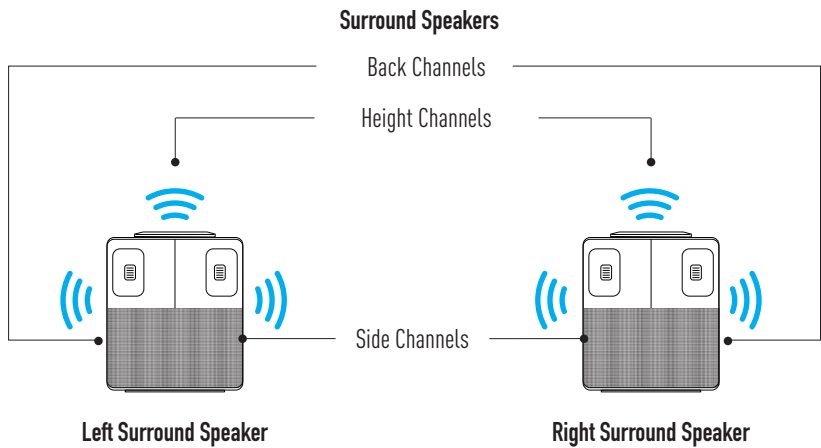 Surround Speakers
Back Channels
Height Channels
Side Channels
Left Surround Speaker
Right Surround Speaker